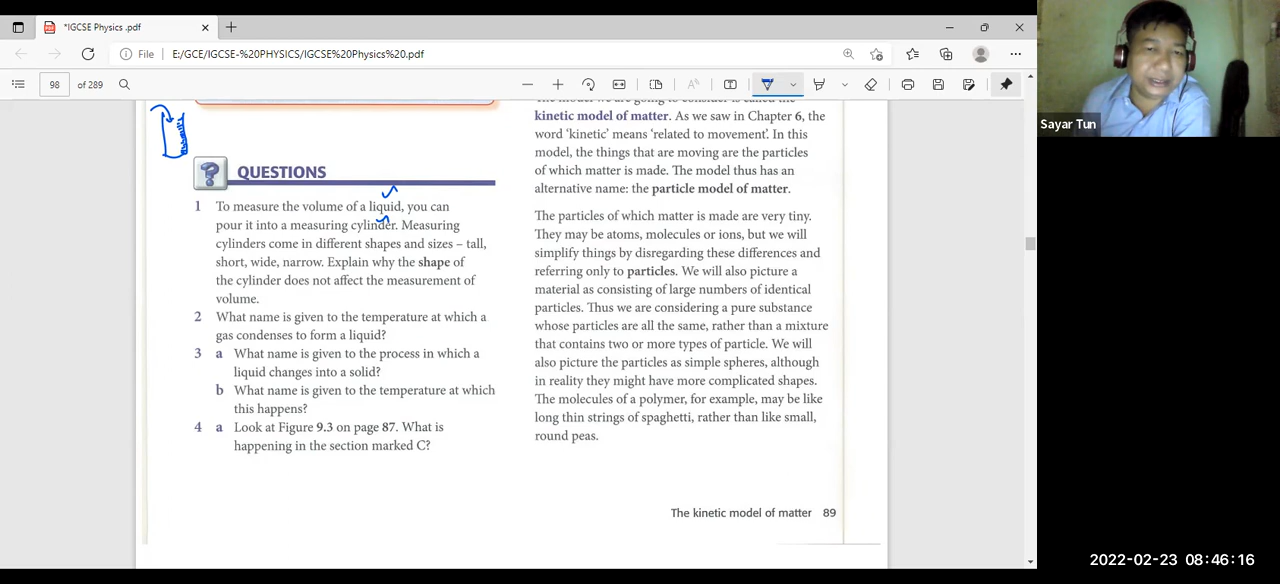 *IGCSE Physics .pdf
File
E:/GCE/IGCSE-%20PHYSICS/IGCSE%20Physics%20.pdf
98
of 289
Sayar Tun
QUESTIONS
1 To measure the volume of a liquid, you can
pour it into a measuring cylinder. Measuring
cylinders come in different shapes and sizes – tall,
short, wide, narrow. Explain why the shape of
the cylinder does not affect the measurement of
volume.
2 What name is given to the temperature at which a
gas condenses to form a liquid?
3 a What name is given to the process in which a
liquid changes into a solid?
b What name is given to the temperature at which
this happens?
4 a Look at Figure 9.3 on page 87. What is
happening in the section marked C?
The model we are going to consider is called the
kinetic model of matter. As we saw in Chapter 6, the
word ‘kinetic’ means ‘related to movement’. In this
model, the things that are moving are the particles
of which matter is made. The model thus has an
alternative name: the particle model of matter.
The particles of which matter is made are very tiny.
They may be atoms, molecules or ions, but we will
simplify things by disregarding these differences and
referring only to particles. We will also picture a
material as consisting of large numbers of identical
particles. Thus we are considering a pure substance
whose particles are all the same, rather than a mixture
that contains two or more types of particle. We will
also picture the particles as simple spheres, although
in reality they might have more complicated shapes.
The molecules of a polymer, for example, may be like
long thin strings of spaghetti, rather than like small,
round peas.
The kinetic model of matter 89
2022-02-23 08:46:16